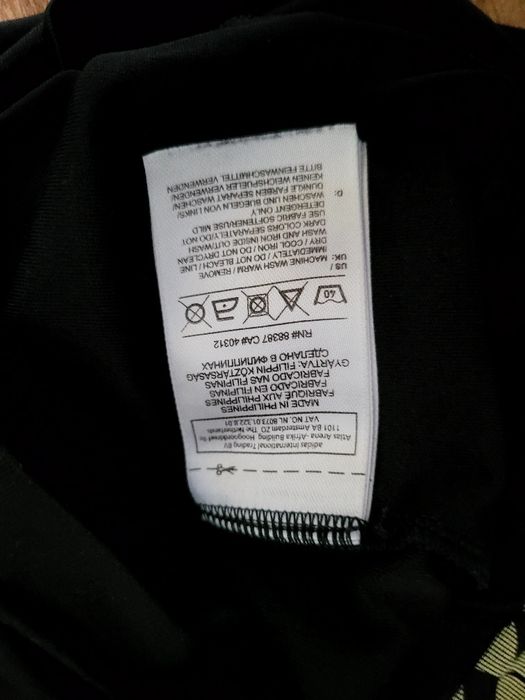 adidas International Trading BV
Atlas Arena -Afrika Building, Hoogoorddreef 9a
1101 BA Amsterdam ZO, The Netherlands
VAT NO. NL 8073.01.322.B.01
MADE IN PHILIPPINES
FABRIQUÉ AUX PHILIPPINES
FABRICADO EN FILIPINAS
FABRICADO NAS FILIPINAS
GYÁRTVA: FILIPPIN KÖZTÁRSASÁG
СДЕЛАНО В ФИЛИППИНАХ
RN# 88387 CA# 40312
40
US /
UK: MACHINE WASH WARM / REMOVE
IMMEDIATELY / DO NOT BLEACH / LINE
DRY / COOL IRON / DO NOT DRYCLEAN
WASH AND IRON INSIDE OUT/WASH
DARK COLORS SEPARATELY/DO NOT
USE FABRIC SOFTENER/USE MILD
DETERGENT ONLY
D: WASCHEN UND BUEGELN VON LINKS/
DUNKLE FARBEN SEPARAT WASCHEN/
KEINEN WEICHSPUELER VERWENDEN/
BITTE FEINWASCHMITTEL VERWENDEN